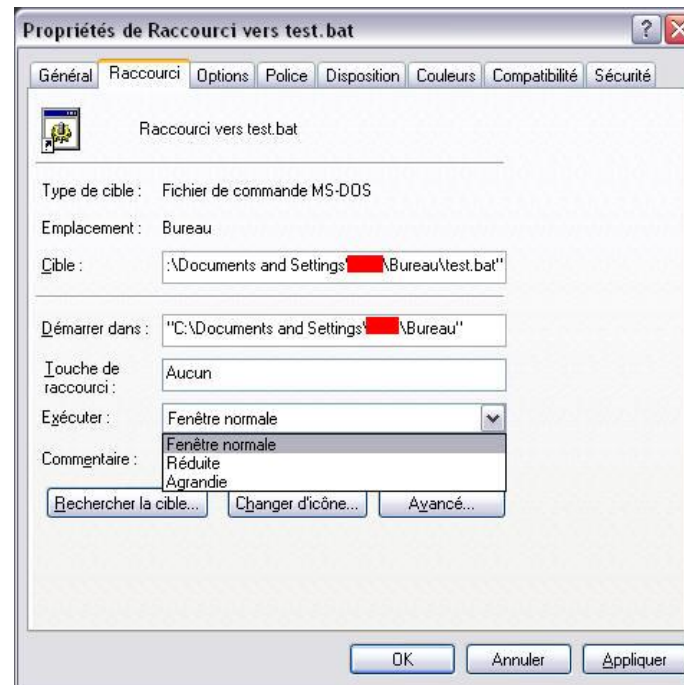 Propriétés de Raccourci vers test.bat
Général Raccourci Options Police Disposition Couleurs Compatibilité Sécurité
Raccourci vers test.bat
Type de cible : Fichier de commande MS-DOS
Emplacement : Bureau
Cible : :\Documents and Settings\ \Bureau\test.bat"
Démarrer dans : "C:\Documents and Settings\ \Bureau"
Touche de
raccourci : Aucun
Exécuter : Fenêtre normale
Fenêtre normale
Commentaire : Réduite
Agrandie
Rechercher la cible... Changer d'icône... Avancé...
OK Annuler Appliquer